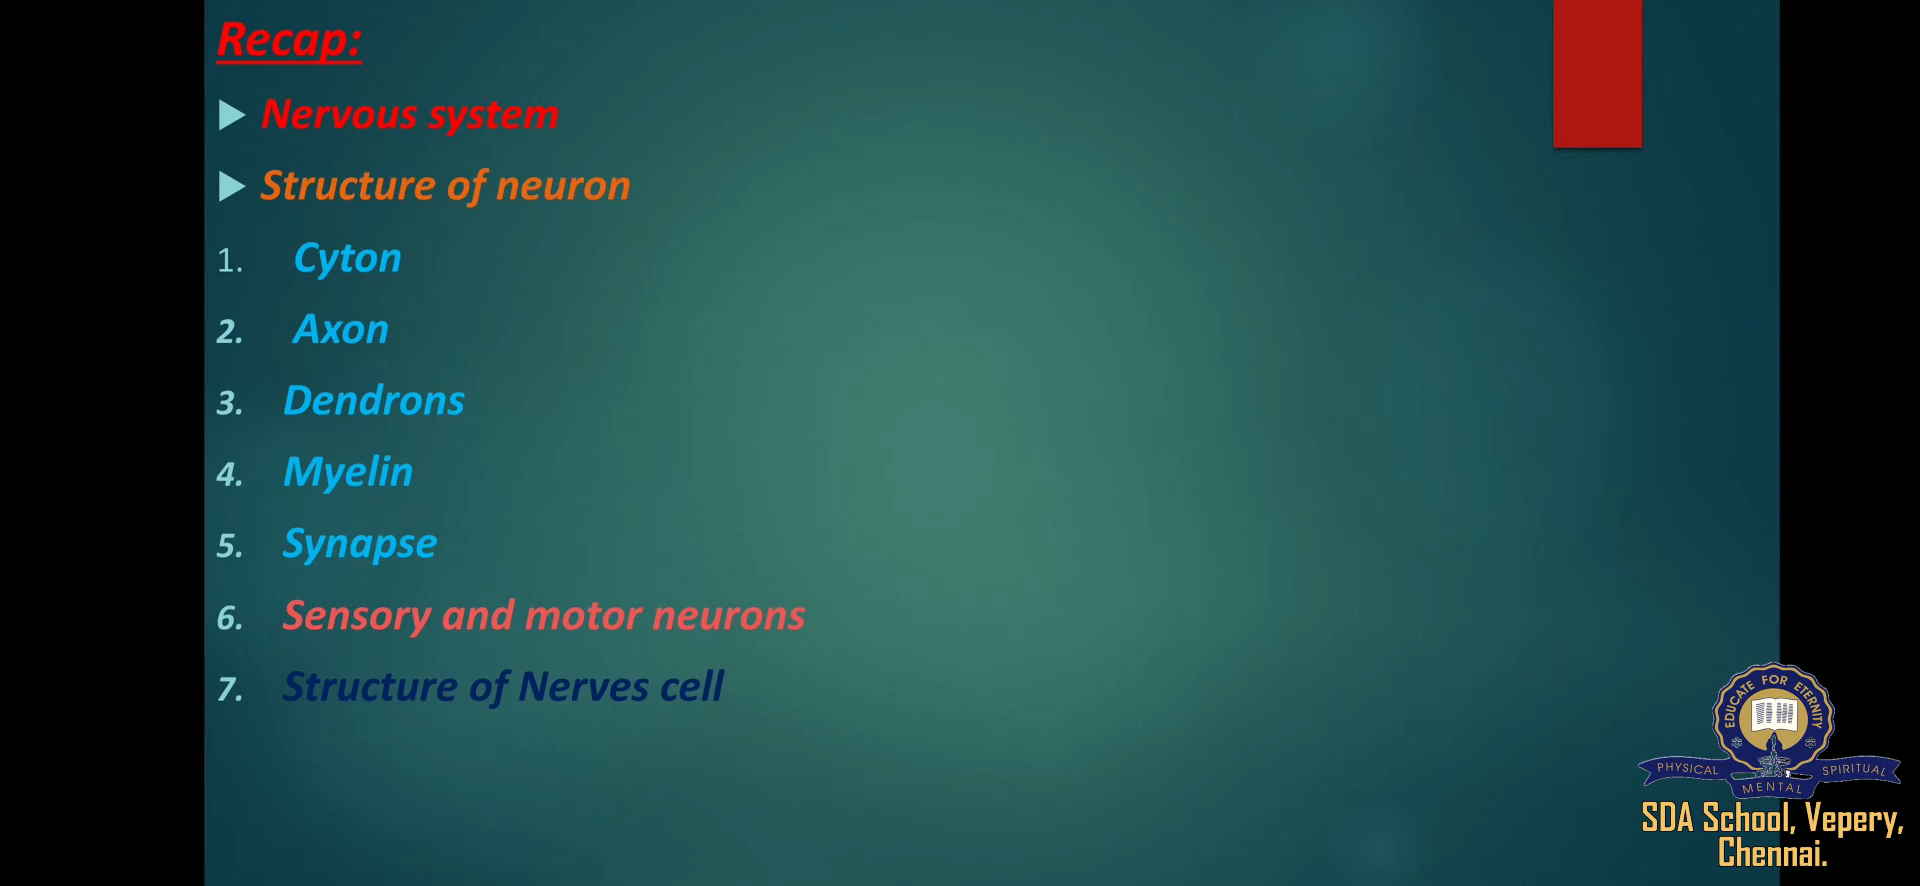 Recap:
Nervous system
Structure of neuron
1. Cyton
2. Axon
3. Dendrons
4. Myelin
5. Synapse
6. Sensory and motor neurons
7. Structure of Nerves cell
EDUCATE FOR ETERNITY
PHYSICAL
MENTAL
SPIRITUAL
SDA School, Vepery,
Chennai.